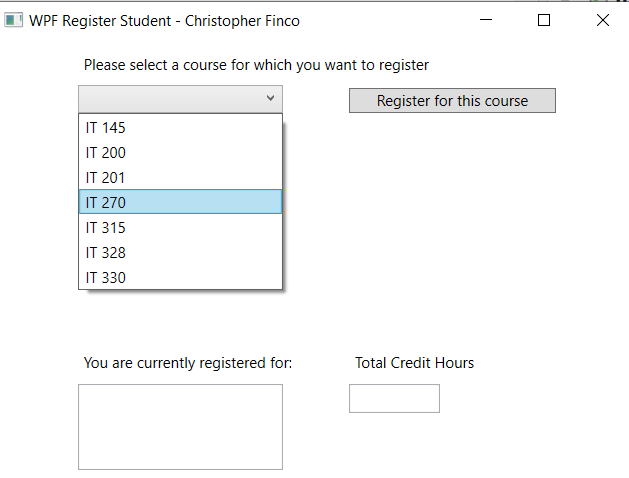 WPF Register Student - Christopher Finco
Please select a course for which you want to register
Register for this course
IT 145
IT 200
IT 201
IT 270
IT 315
IT 328
IT 330
You are currently registered for:
Total Credit Hours